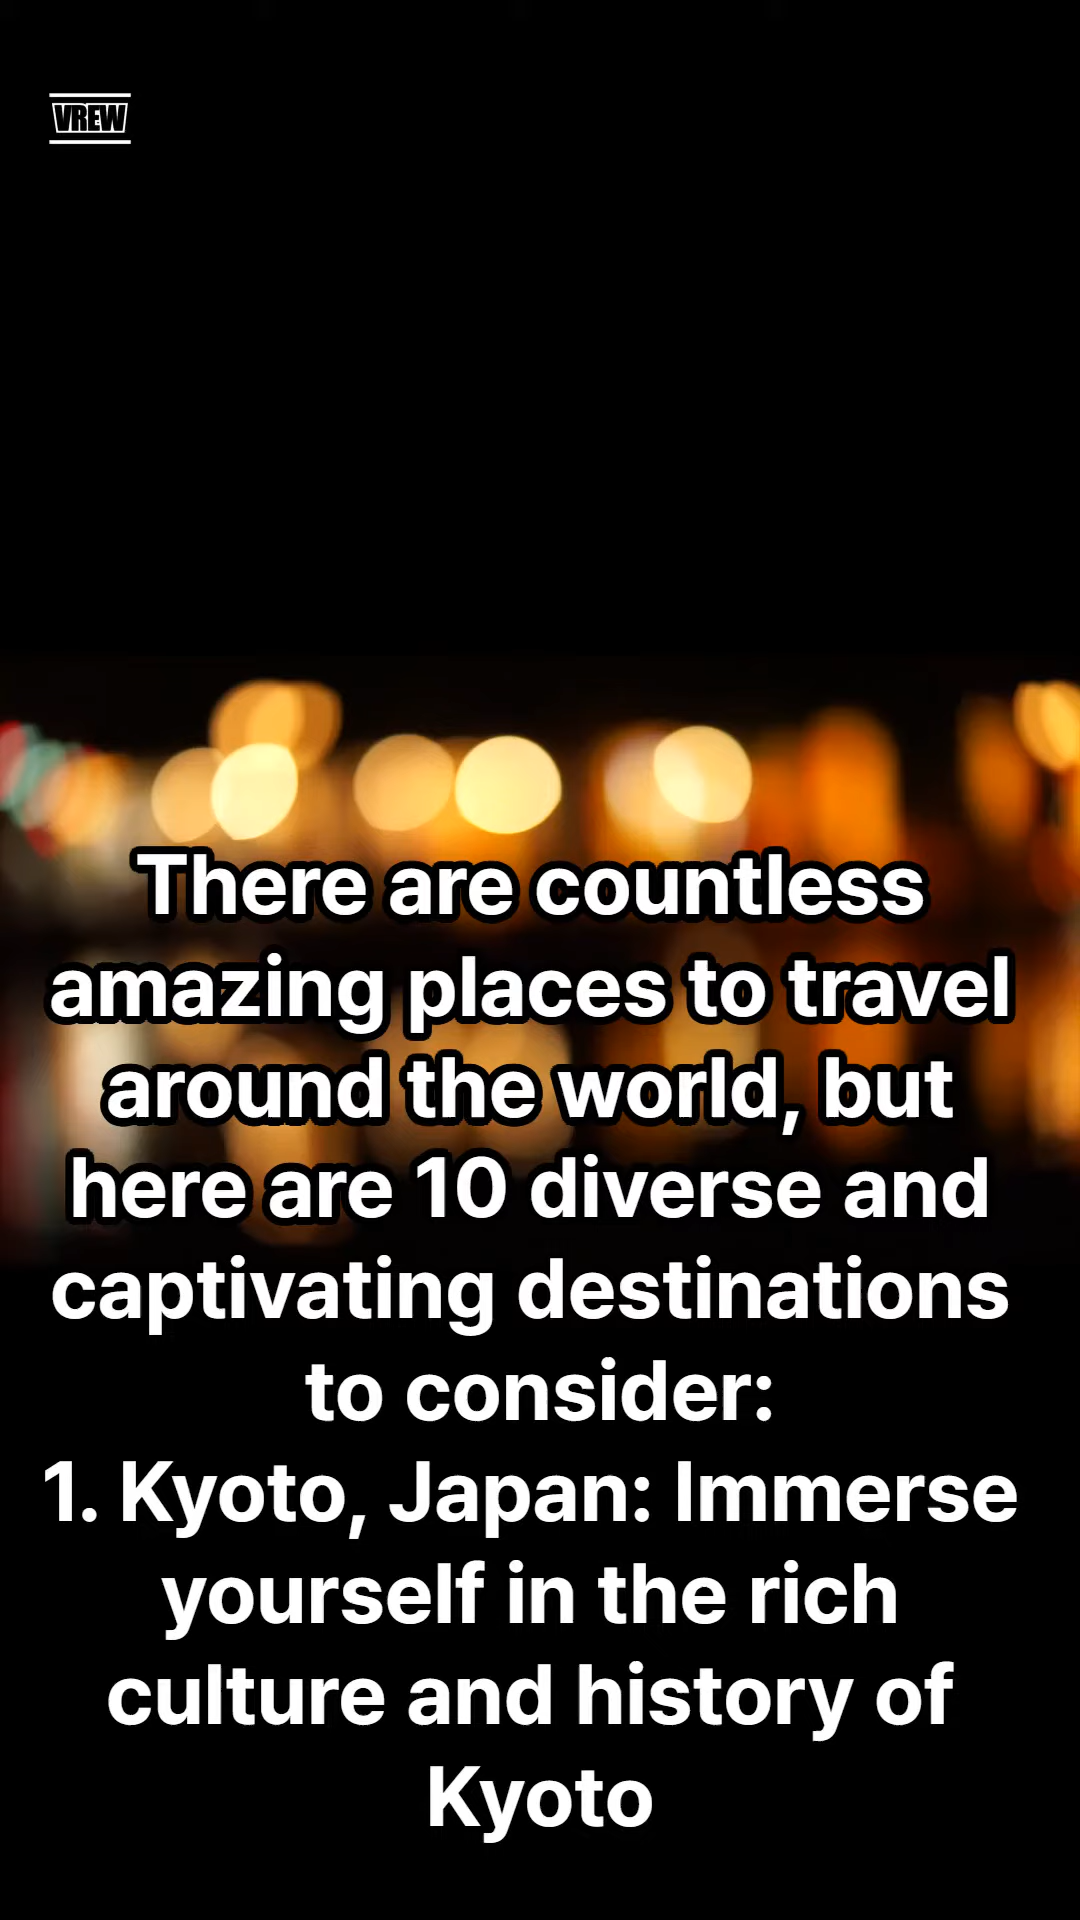 VREW
There are countless
amazing places to travel
around the world, but
here are 10 diverse and
captivating destinations
to consider:
1. Kyoto, Japan: Immerse
yourself in the rich
culture and history of
Kyoto